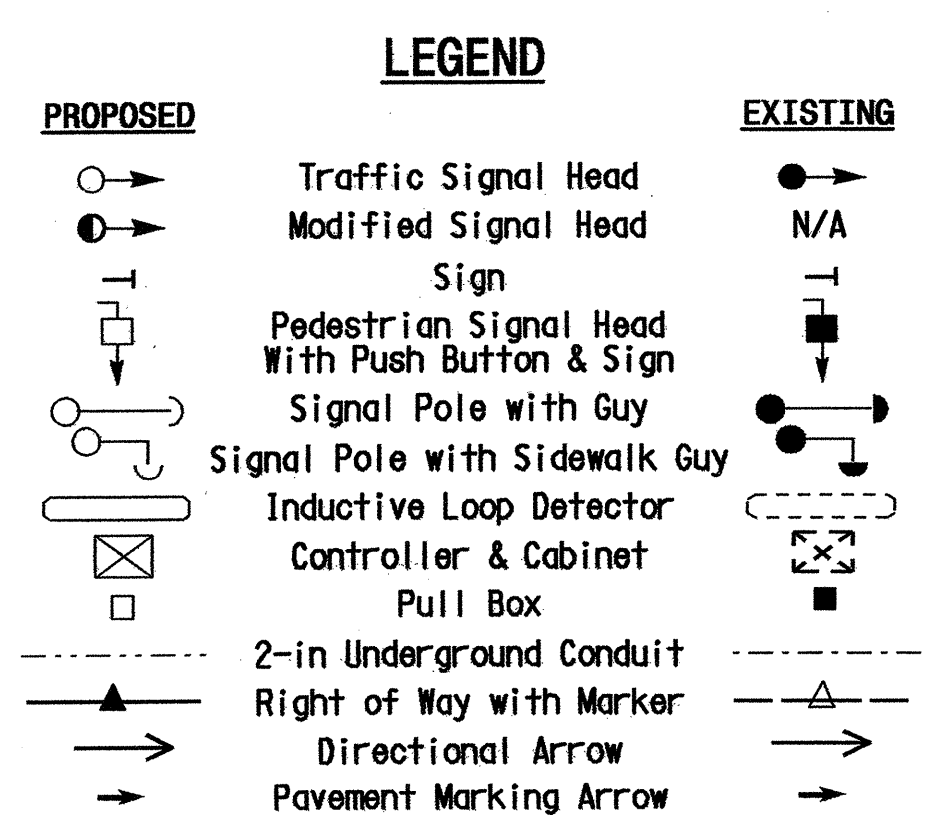 LEGEND
PROPOSED EXISTING
Traffic Signal Head
Modified Signal Head N/A
Sign
Pedestrian Signal Head
With Push Button & Sign
Signal Pole with Guy
Signal Pole with Sidewalk Guy
Inductive Loop Detector
Controller & Cabinet
Pull Box
2-in Underground Conduit
Right of Way with Marker
Directional Arrow
Pavement Marking Arrow